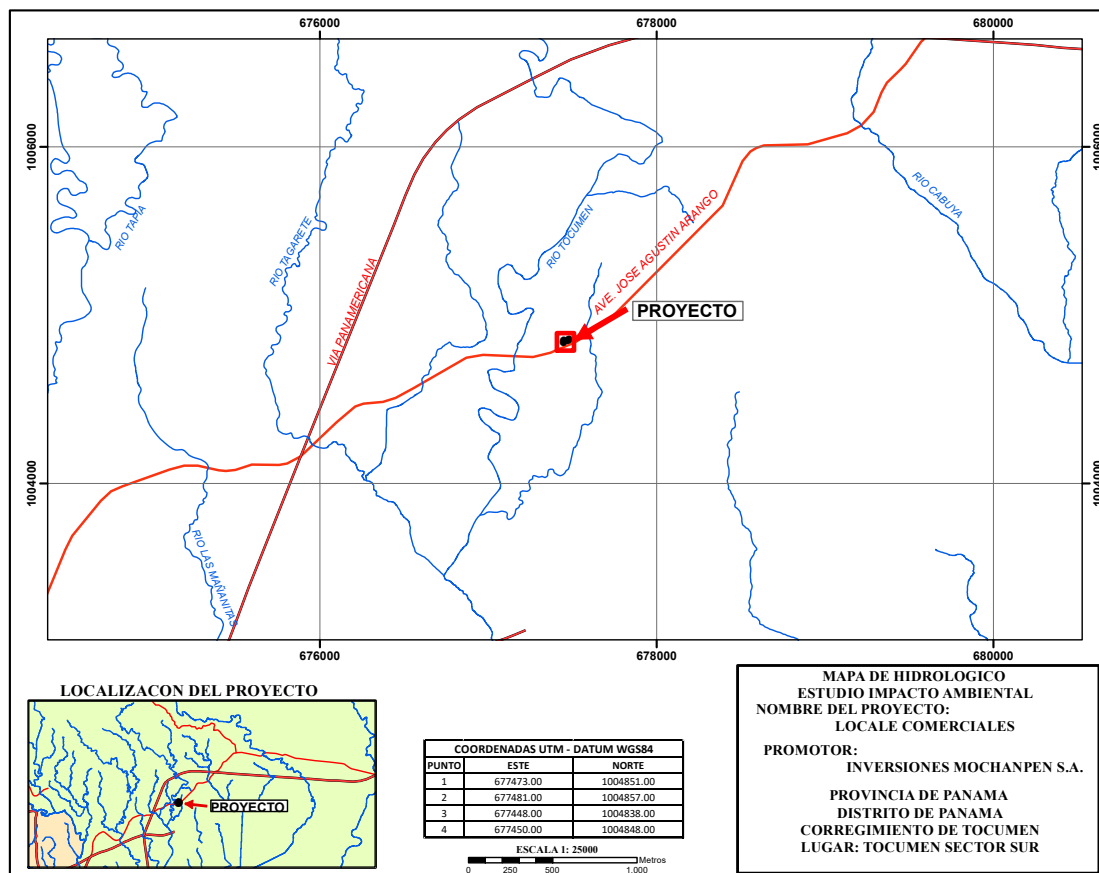 676000
678000
680000
1006000
1006000
1004000
1004000
RIO TAPIA
RIO TAGARETE
VIA PANAMERICANA
RIO TOCUMEN
AVE. JOSE AGUSTIN ARANGO
RIO CABUYA
PROYECTO
RIO LAS MAÑANITAS
676000
678000
680000
LOCALIZACON DEL PROYECTO
PROYECTO
COORDENADAS UTM - DATUM WGS84
PUNTO ESTE NORTE
1 677473.00 1004851.00
2 677481.00 1004857.00
3 677448.00 1004838.00
4 677450.00 1004848.00
ESCALA 1: 25000
Metros
0 250 500 1.000
MAPA DE HIDROLOGICO
ESTUDIO IMPACTO AMBIENTAL
NOMBRE DEL PROYECTO:
LOCALE COMERCIALES
PROMOTOR:
INVERSIONES MOCHANPEN S.A.
PROVINCIA DE PANAMA
DISTRITO DE PANAMA
CORREGIMIENTO DE TOCUMEN
LUGAR: TOCUMEN SECTOR SUR